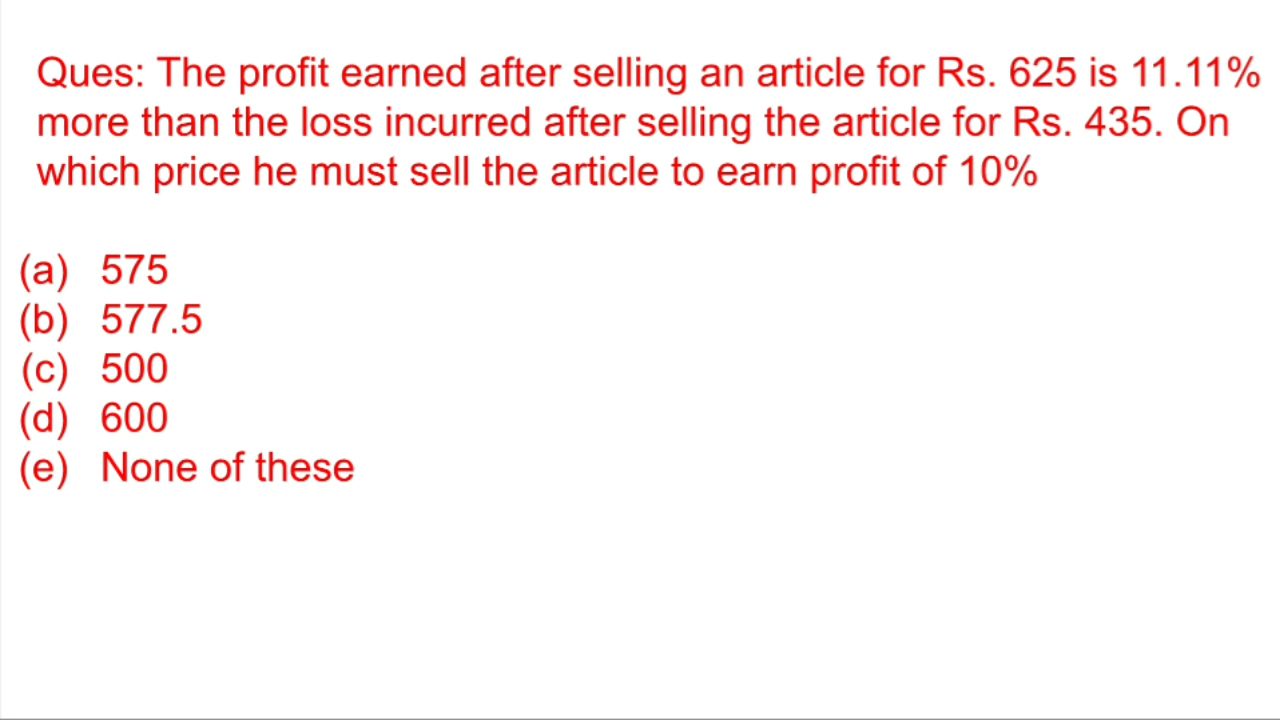 Ques: The profit earned after selling an article for Rs. 625 is 11.11%
more than the loss incurred after selling the article for Rs. 435. On
which price he must sell the article to earn profit of 10%
(a) 575
(b) 577.5
(c) 500
(d) 600
(e) None of these